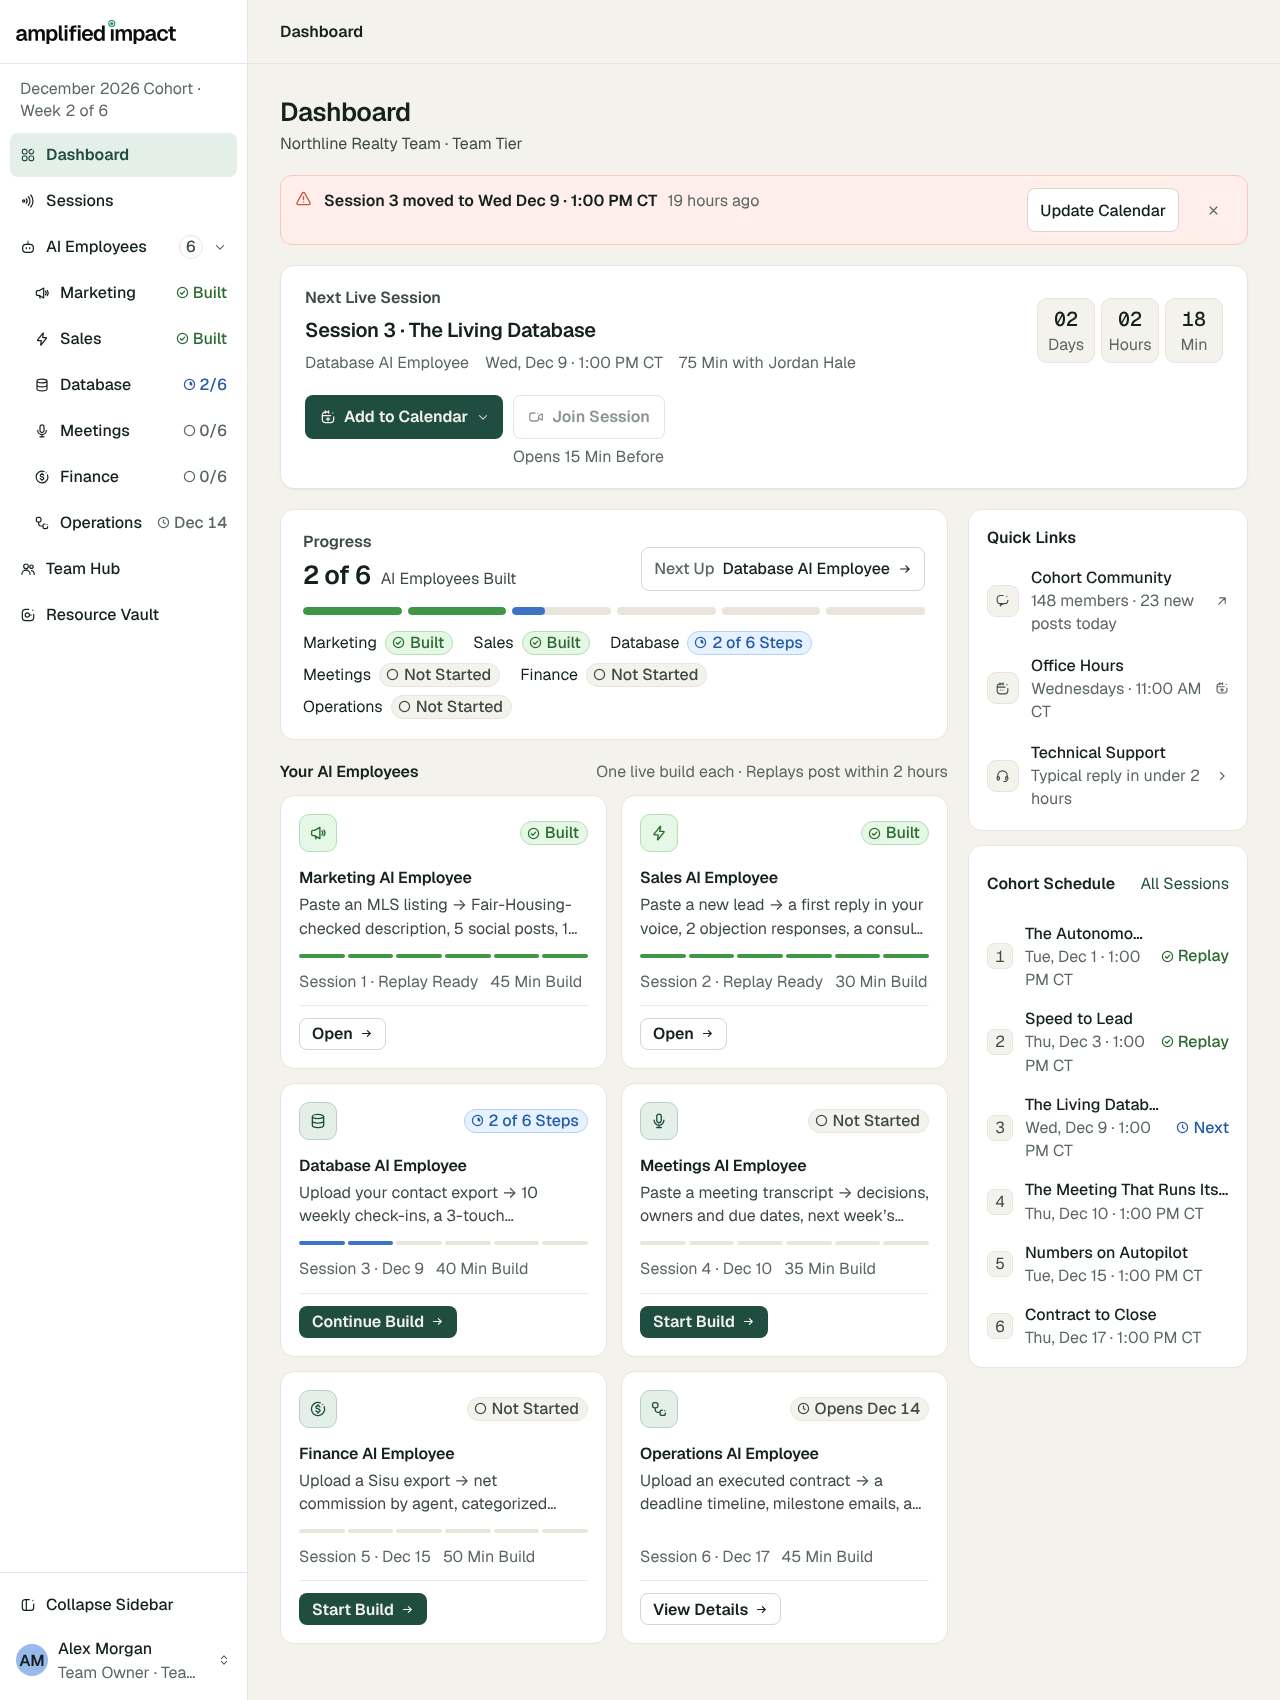 amplified impact
Dashboard
December 2026 Cohort ·
Week 2 of 6
Dashboard
Sessions
AI Employees 6
Marketing Built
Sales Built
Database 2/6
Meetings 0/6
Finance 0/6
Operations Dec 14
Team Hub
Resource Vault
Collapse Sidebar
AM
Alex Morgan
Team Owner · Tea...
Dashboard
Northline Realty Team · Team Tier
Session 3 moved to Wed Dec 9 · 1:00 PM CT 19 hours ago
Update Calendar
Next Live Session
Session 3 · The Living Database
Database AI Employee Wed, Dec 9 · 1:00 PM CT 75 Min with Jordan Hale
02 02 18
Days Hours Min
Add to Calendar Join Session
Opens 15 Min Before
Progress
2 of 6 AI Employees Built
Next Up Database AI Employee →
Marketing Built Sales Built Database 2 of 6 Steps
Meetings Not Started Finance Not Started
Operations Not Started
Your AI Employees One live build each · Replays post within 2 hours
Built
Marketing AI Employee
Paste an MLS listing → Fair-Housing-
checked description, 5 social posts, 1...
Session 1 · Replay Ready 45 Min Build
Open →
Built
Sales AI Employee
Paste a new lead → a first reply in your
voice, 2 objection responses, a consul...
Session 2 · Replay Ready 30 Min Build
Open →
2 of 6 Steps
Database AI Employee
Upload your contact export → 10
weekly check-ins, a 3-touch...
Session 3 · Dec 9 40 Min Build
Continue Build →
Not Started
Meetings AI Employee
Paste a meeting transcript → decisions,
owners and due dates, next week's...
Session 4 · Dec 10 35 Min Build
Start Build →
Not Started
Finance AI Employee
Upload a Sisu export → net
commission by agent, categorized...
Session 5 · Dec 15 50 Min Build
Start Build →
Opens Dec 14
Operations AI Employee
Upload an executed contract → a
deadline timeline, milestone emails, a...
Session 6 · Dec 17 45 Min Build
View Details →
Quick Links
Cohort Community
148 members · 23 new
posts today
Office Hours
Wednesdays · 11:00 AM
CT
Technical Support
Typical reply in under 2
hours
Cohort Schedule All Sessions
The Autonomo...
1 Tue, Dec 1 · 1:00 Replay
PM CT
Speed to Lead
2 Thu, Dec 3 · 1:00 Replay
PM CT
The Living Datab...
3 Wed, Dec 9 · 1:00 Next
PM CT
4 The Meeting That Runs Its...
Thu, Dec 10 · 1:00 PM CT
5 Numbers on Autopilot
Tue, Dec 15 · 1:00 PM CT
6 Contract to Close
Thu, Dec 17 · 1:00 PM CT